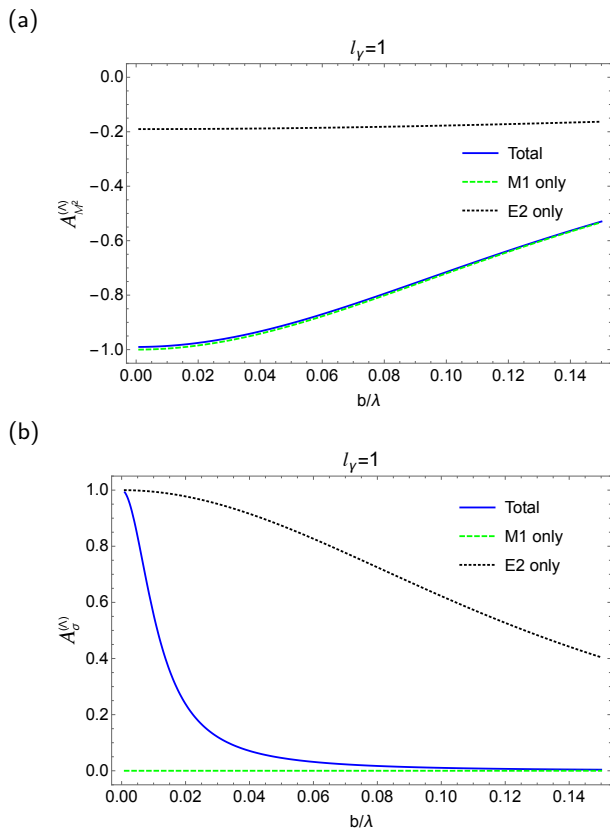 (a)
l_γ=1
A_{M²}^{(Λ)}
0.0
−0.2
−0.4
−0.6
−0.8
−1.0
Total
M1 only
E2 only
0.00 0.02 0.04 0.06 0.08 0.10 0.12 0.14
b/λ
(b)
l_γ=1
A_σ^{(Λ)}
1.0
0.8
0.6
0.4
0.2
0.0
Total
M1 only
E2 only
0.00 0.02 0.04 0.06 0.08 0.10 0.12 0.14
b/λ